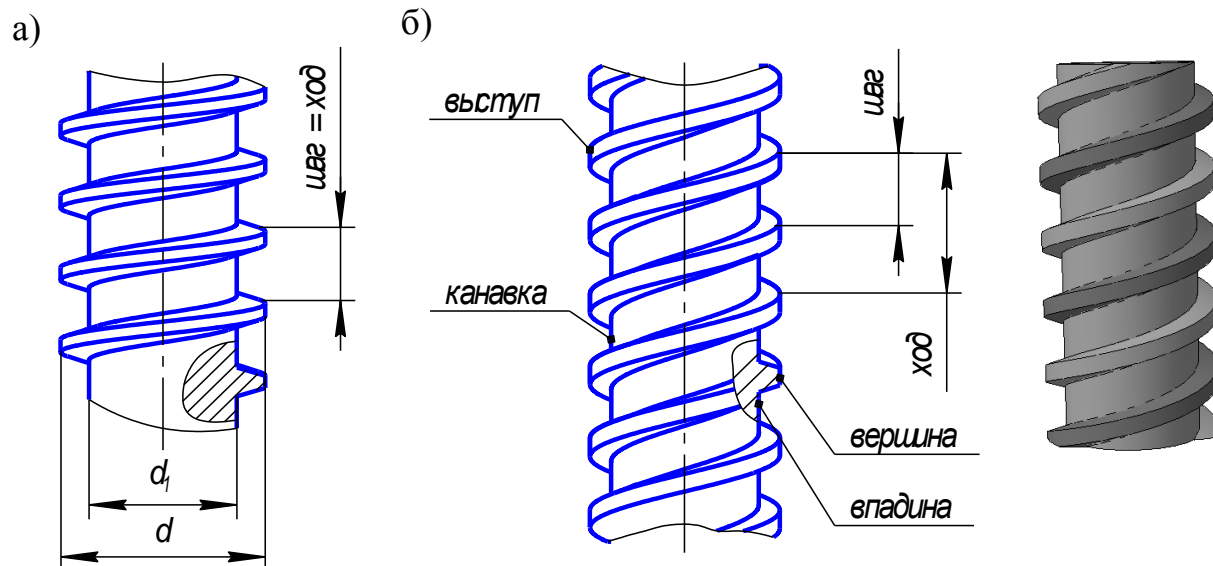 а)
б)
шаг = ход
выступ
шаг
канавка
ход
вершина
впадина
d₁
d